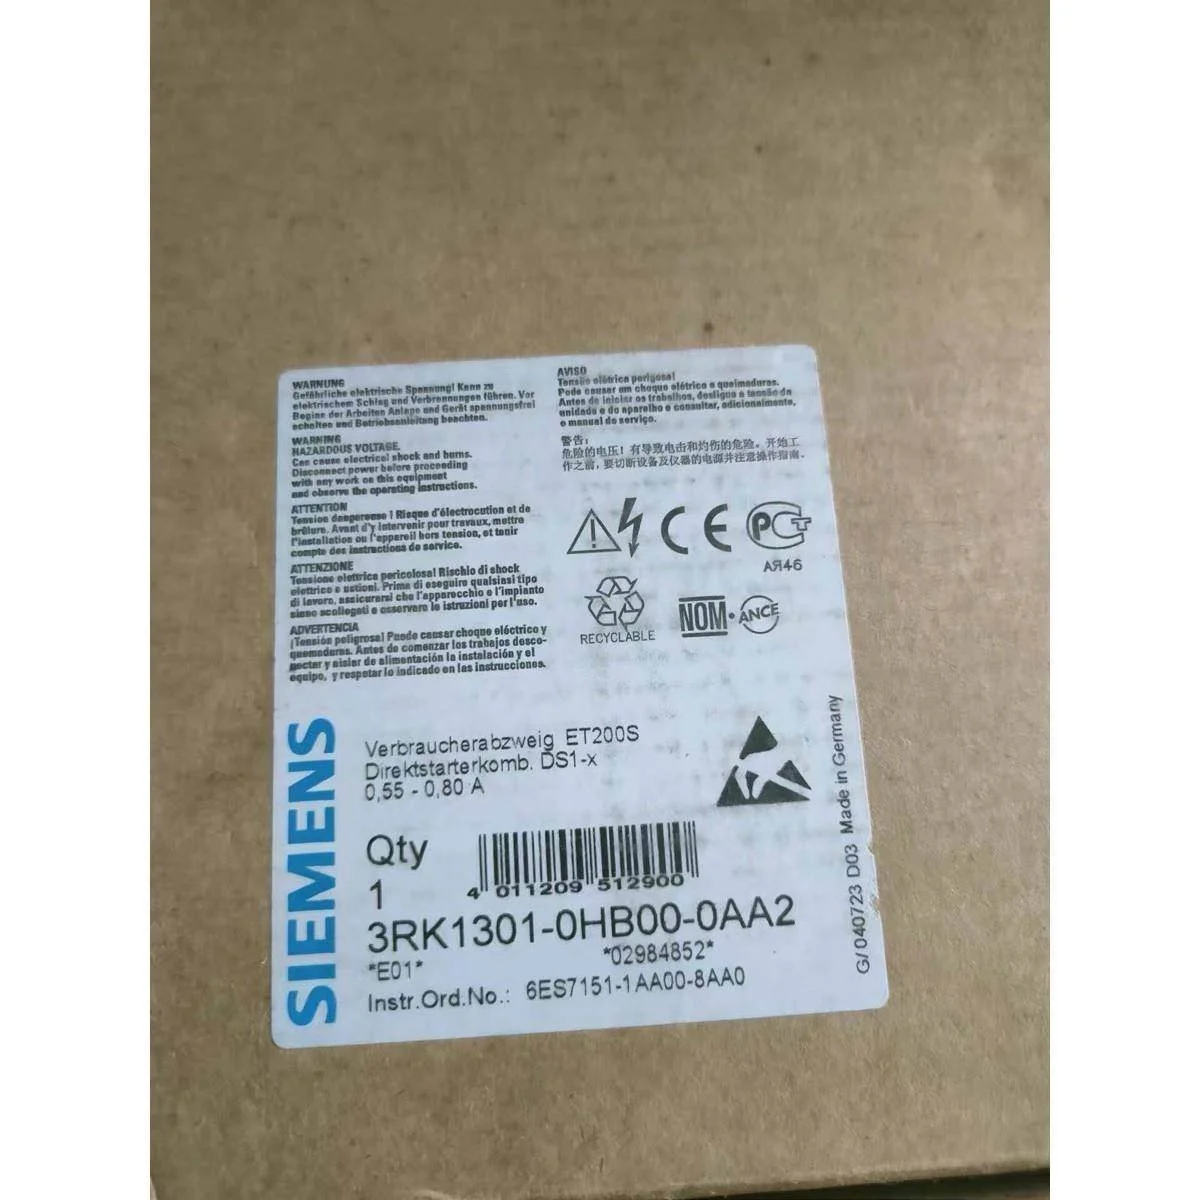 WARNUNG
Gefährliche elektrische Spannung! Kann zu
elektrischem Schlag und Verbrennungen führen. Vor
Beginn der Arbeiten Anlage und Gerät spannungsfrei
schalten und Betriebsanleitung beachten.
WARNING
HAZARDOUS VOLTAGE.
Can cause electrical shock and burns.
Disconnect power before proceeding
with any work on this equipment
and observe the operating instructions.
ATTENTION
Tension dangereuse ! Risque d'électrocution et de
brûlure. Avant d'y intervenir pour travaux, mettre
l'installation ou l'appareil hors tension, et tenir
compte des instructions de service.
ATTENZIONE
Tensione elettrica pericolosa! Rischio di shock
elettrico e ustioni. Prima di eseguire qualsiasi tipo
di lavoro, assicurarsi che l'apparecchio e l'impianto
siano scollegati e osservare le istruzioni per l'uso.
ADVERTENCIA
¡Tensión peligrosa! Puede causar choque eléctrico y
quemaduras. Antes de comenzar los trabajos desco-
nectar y aislar de alimentación la instalación y el
equipo, y respetar lo indicado en las instrucciones.
AVISO
Tensão elétrica perigosa!
Pode causar um choque elétrico e queimaduras.
Antes de iniciar os trabalhos, desligue a tensão da
unidade e do aparelho e consultar, adicionalmente,
o manual do serviço.
警告:
危险的电压!有导致电击和灼伤的危险。开始工
作之前,要切断设备及仪器的电源并注意操作指南。
CE
РСТ
АЯ46
RECYCLABLE
NOM·ANCE
SIEMENS
Verbraucherabzweig ET200S
Direktstarterkomb. DS1-x
0,55 - 0,80 A
Qty
1
4 011209 512900
3RK1301-0HB00-0AA2
*E01* *02984852*
Instr.Ord.No.: 6ES7151-1AA00-8AA0
G/040723 D03 Made in Germany